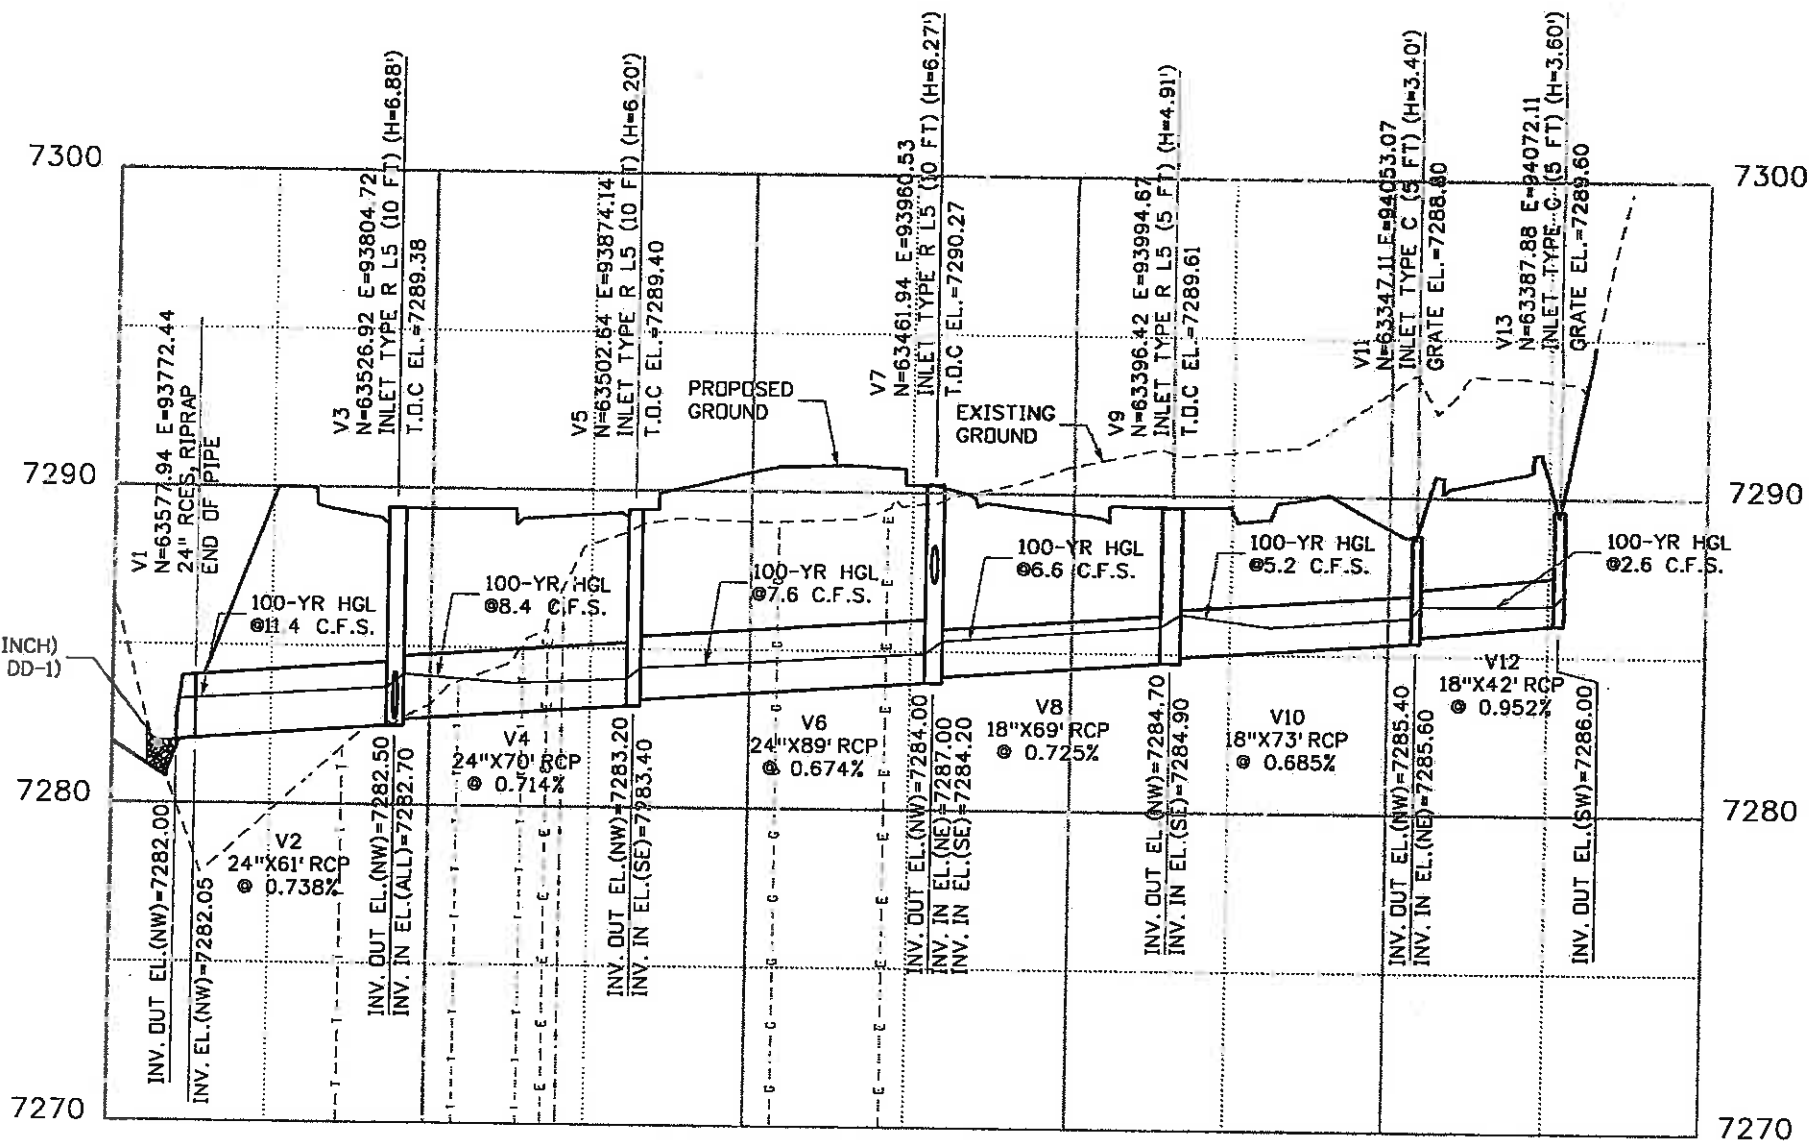 7300
7300
7290
7290
7280
7280
7270
7270
V1
N=63577.94 E=93772.44
24" RCES, RIPRAP
END OF PIPE
V3
N=63526.92 E=93804.72
INLET TYPE R L5 (10 FT) (H=6.88')
T.O.C EL.=7289.38
V5
N=63502.64 E=93874.14
INLET TYPE R L5 (10 FT) (H=6.20')
T.O.C EL.=7289.40
V7
N=63461.94 E=93960.53
INLET TYPE R L5 (10 FT) (H=6.27')
T.O.C EL.=7290.27
V9
N=63396.42 E=93994.67
INLET TYPE R L5 (5 FT) (H=4.91')
T.O.C EL.=7289.61
V11
N=63347.11 E=94053.07
INLET TYPE C (5 FT) (H=3.40')
GRATE EL.=7288.80
V13
N=63387.88 E=94072.11
INLET TYPE C (5 FT) (H=3.60')
GRATE EL.=7289.60
PROPOSED
GROUND
EXISTING
GROUND
INCH)
DD-1)
100-YR HGL
@11.4 C.F.S.
100-YR HGL
@8.4 C.F.S.
100-YR HGL
@7.6 C.F.S.
100-YR HGL
@6.6 C.F.S.
100-YR HGL
@5.2 C.F.S.
100-YR HGL
@2.6 C.F.S.
V2
24"X61' RCP
@ 0.738%
V4
24"X70' RCP
@ 0.714%
V6
24"X89' RCP
@ 0.674%
V8
18"X69' RCP
@ 0.725%
V10
18"X73' RCP
@ 0.685%
V12
18"X42' RCP
@ 0.952%
INV. OUT EL.(NW)=7282.00
INV. EL.(NW)=7282.05
INV. OUT EL.(NW)=7282.50
INV. IN EL.(ALL)=7282.70
INV. OUT EL.(NW)=7283.20
INV. IN EL.(SE)=7283.40
INV. OUT EL.(NW)=7284.00
INV. IN EL.(NE)=7287.00
INV. IN EL.(SE)=7284.20
INV. OUT EL.(NW)=7284.70
INV. IN EL.(SE)=7284.90
INV. OUT EL.(NW)=7285.40
INV. IN EL.(NE)=7285.60
INV. OUT EL.(SW)=7286.00